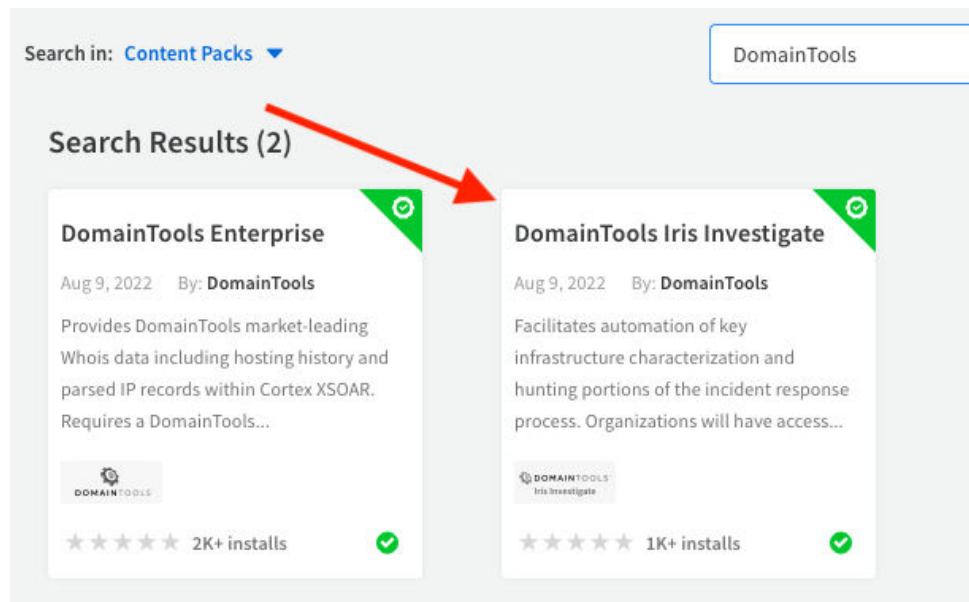 Search in: Content Packs
DomainTools
Search Results (2)
DomainTools Enterprise
Aug 9, 2022 By: DomainTools
Provides DomainTools market-leading
Whois data including hosting history and
parsed IP records within Cortex XSOAR.
Requires a DomainTools...
DOMAINTOOLS
2K+ installs
DomainTools Iris Investigate
Aug 9, 2022 By: DomainTools
Facilitates automation of key
infrastructure characterization and
hunting portions of the incident response
process. Organizations will have access...
DOMAINTOOLS
Iris Investigate
1K+ installs